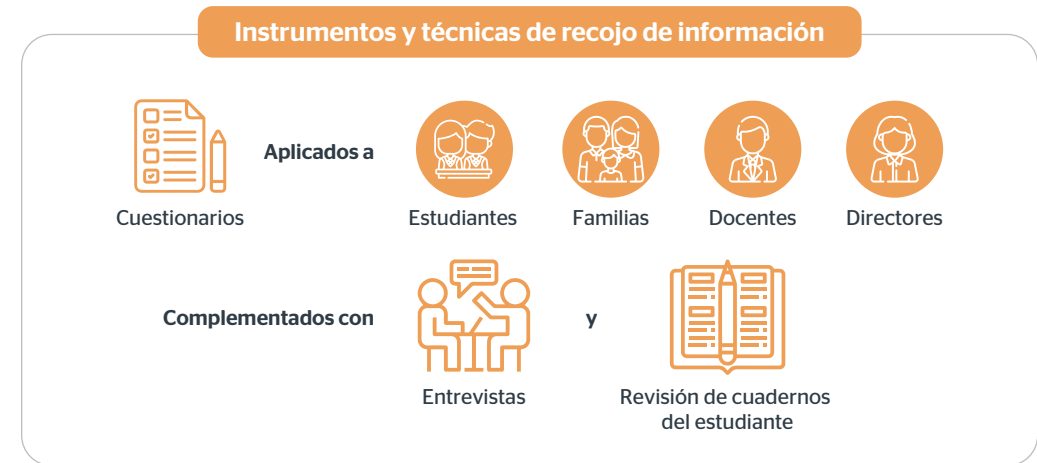 Instrumentos y técnicas de recojo de información
Aplicados a
Cuestionarios
Estudiantes
Familias
Docentes
Directores
Complementados con
y
Entrevistas
Revisión de cuadernos
del estudiante